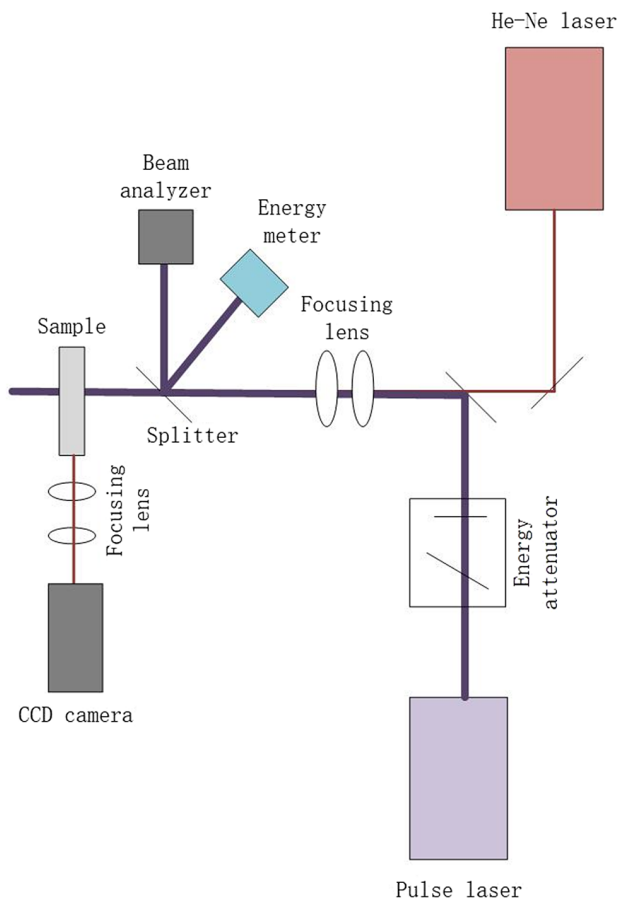 He-Ne laser
Beam
analyzer
Energy
meter
Focusing
lens
Sample
Splitter
Focusing
lens
Energy
attenuator
CCD camera
Pulse laser